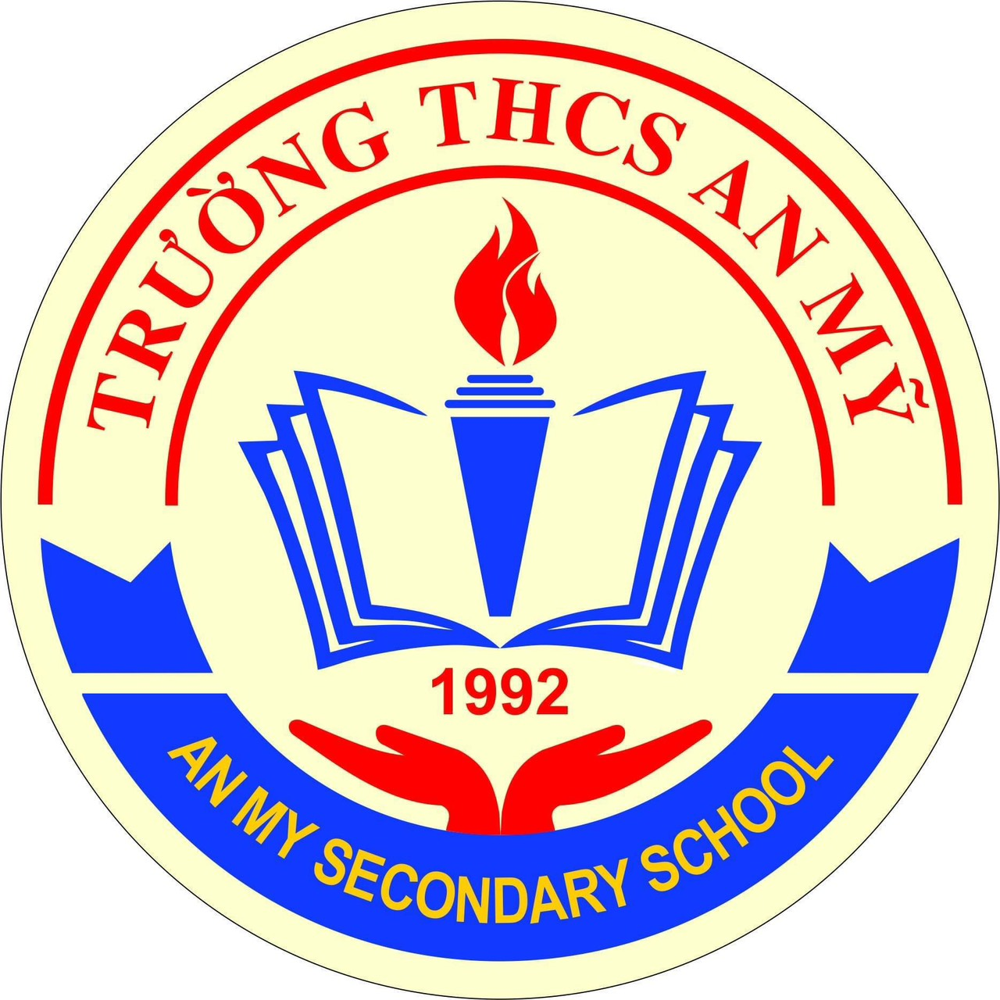 TRƯỜNG THCS AN MỸ
1992
AN MY SECONDARY SCHOOL